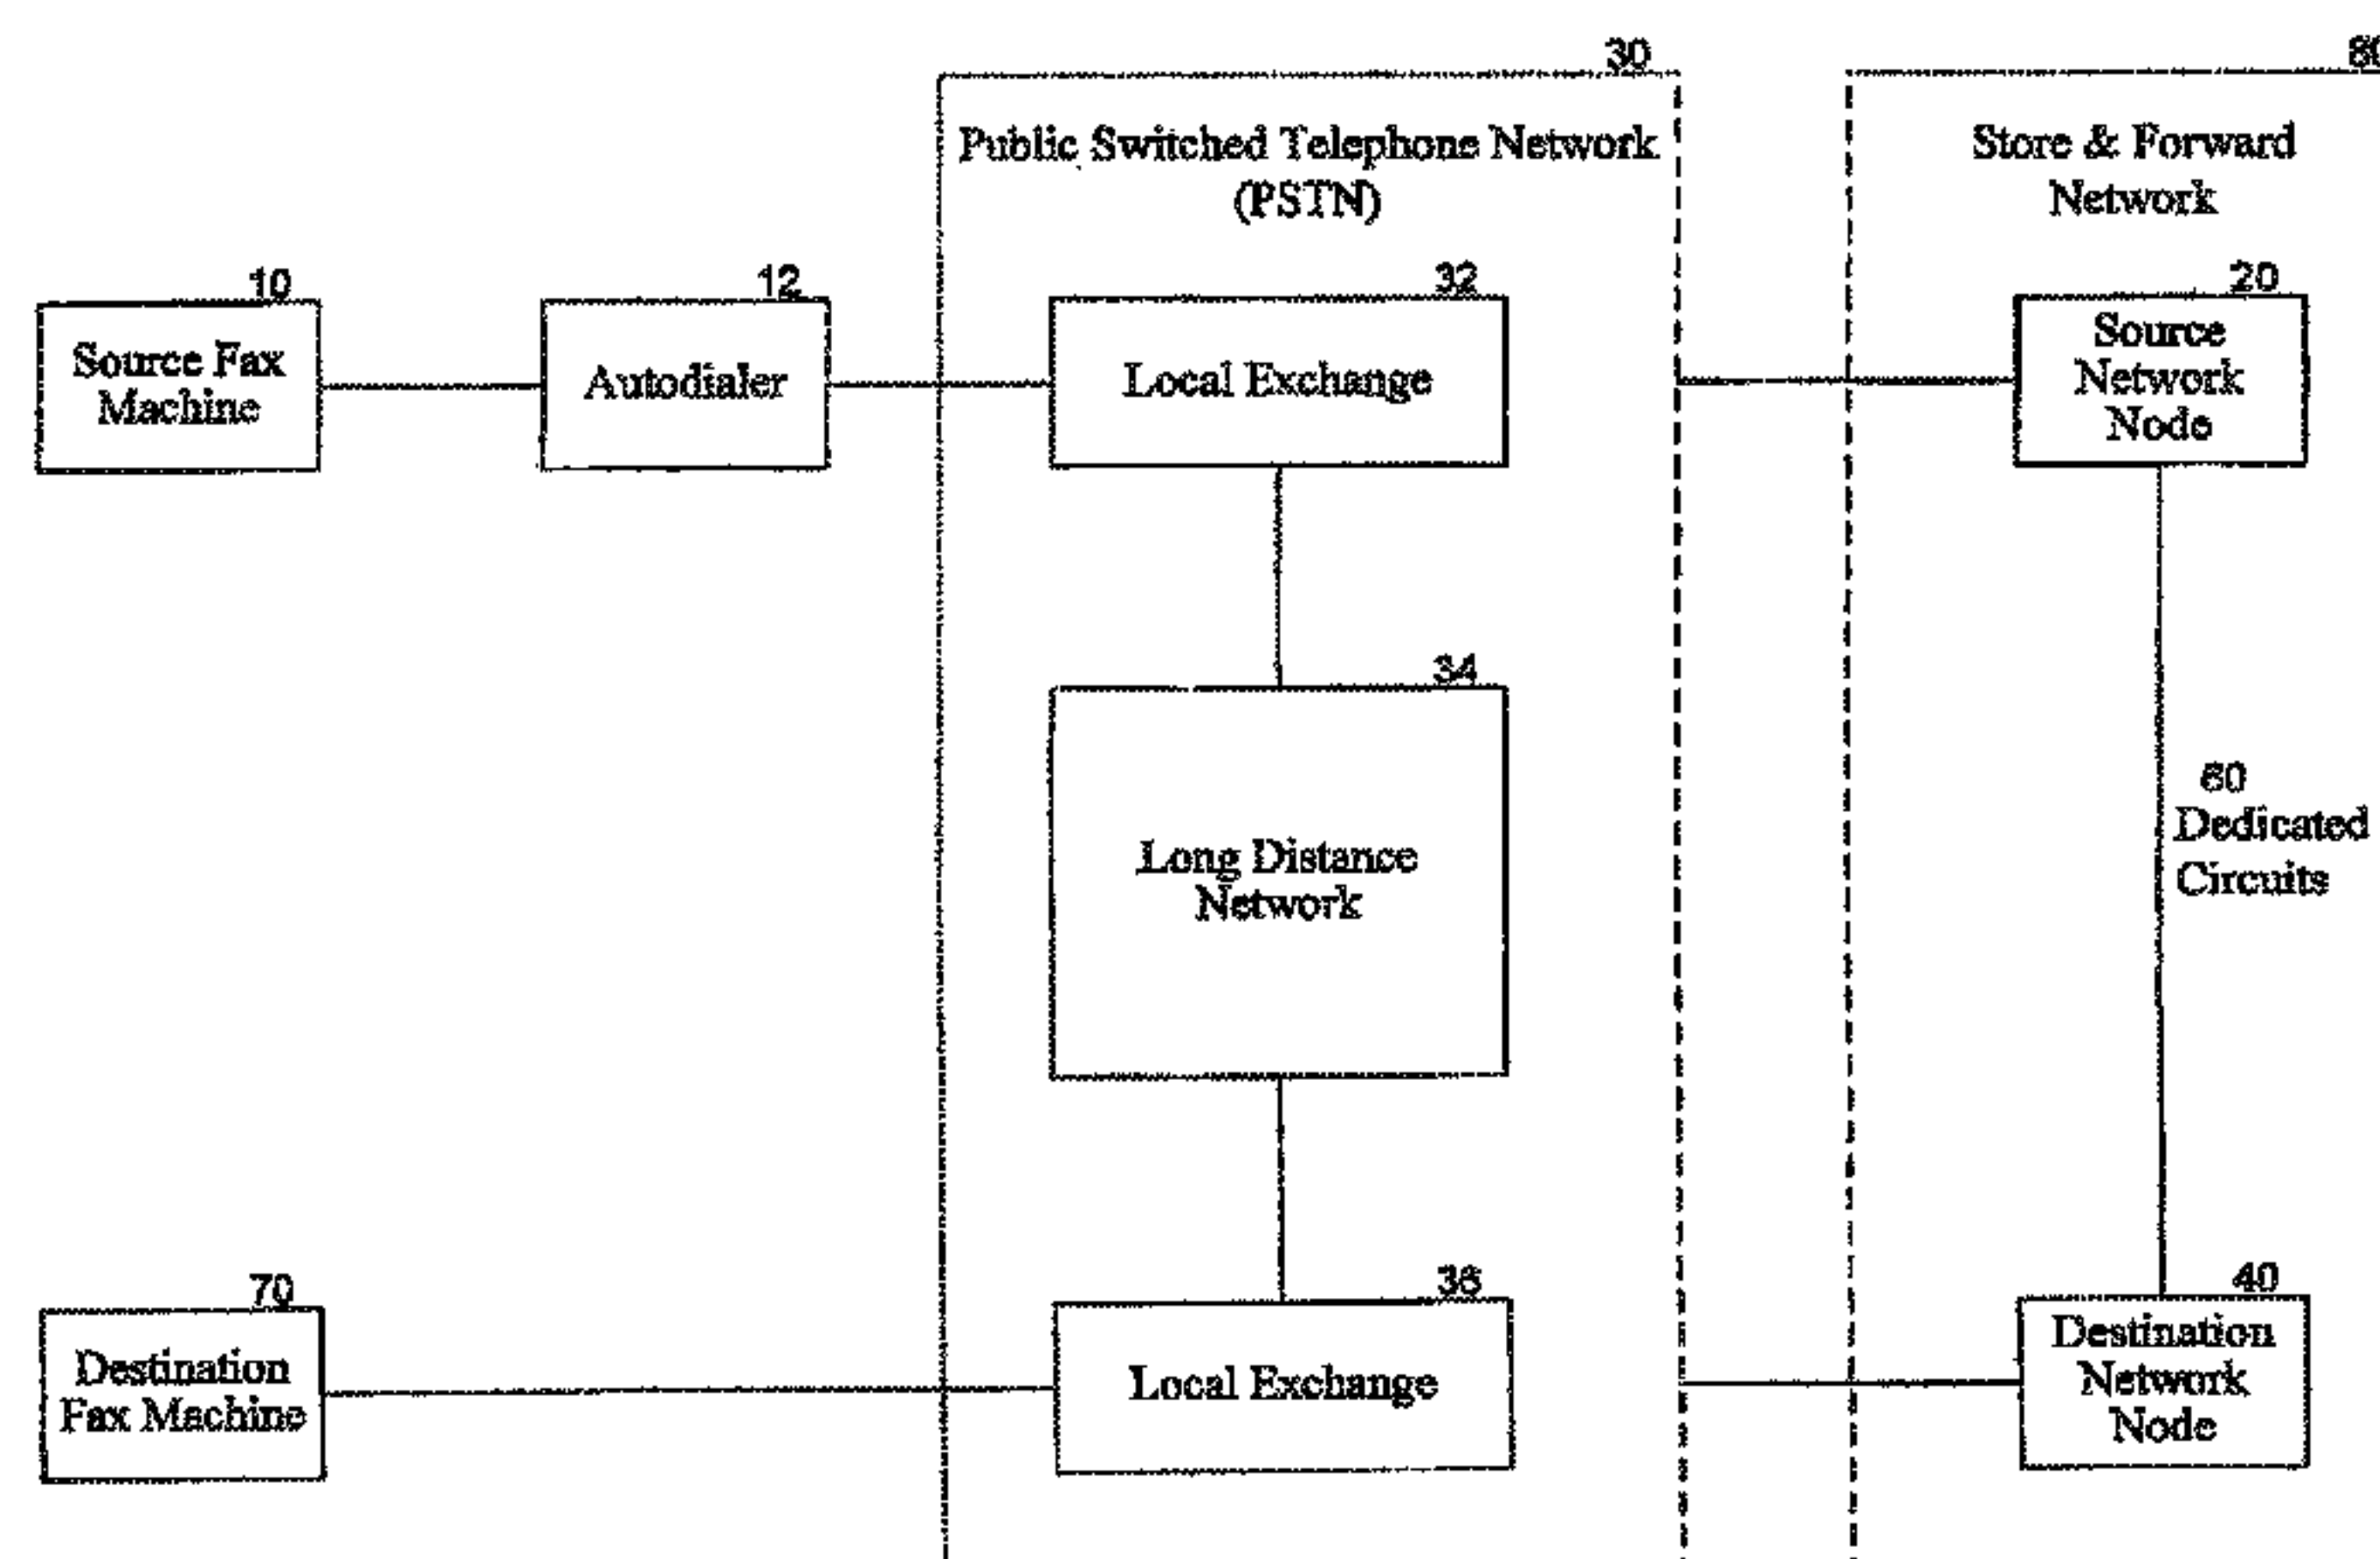 30
Public Switched Telephone Network
(PSTN)
Store & Forward
Network
10
Source Fax
Machine
12
Autodialer
32
Local Exchange
20
Source
Network
Node
34
Long Distance
Network
60
Dedicated
Circuits
70
Destination
Fax Machine
36
Local Exchange
40
Destination
Network
Node